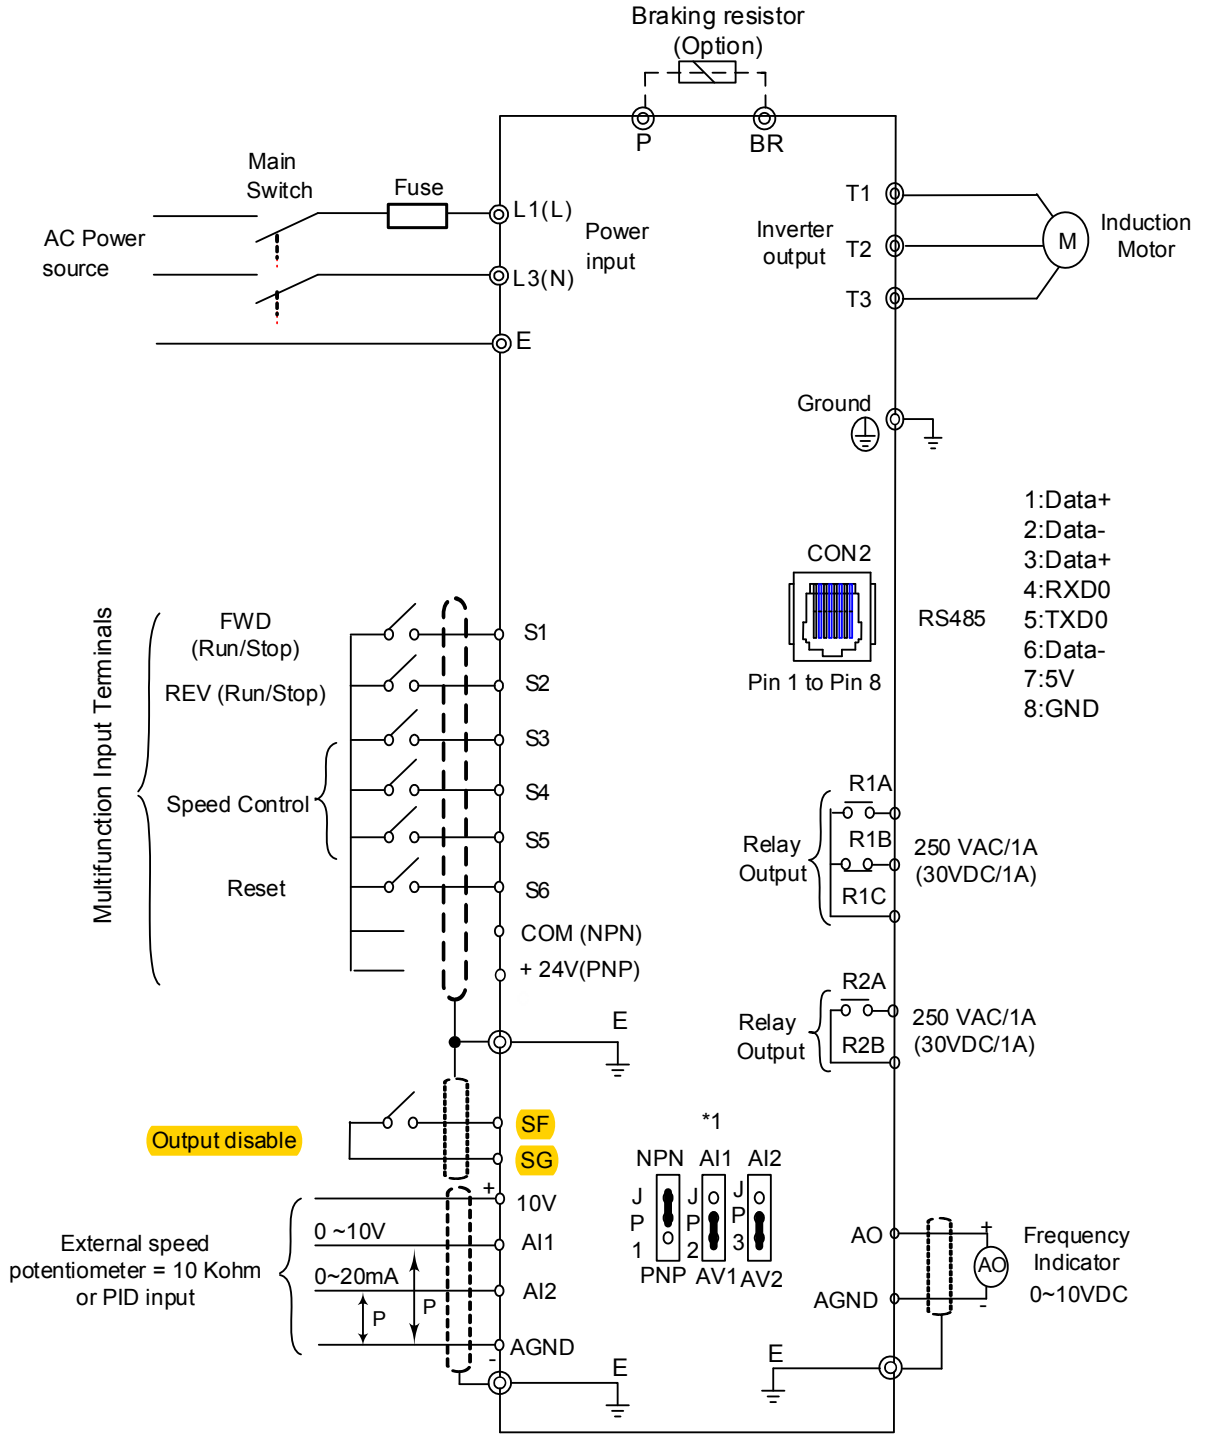 Braking resistor
(Option)
P
BR
Main
Switch
Fuse
AC Power
source
L1(L)
L3(N)
E
Power
input
T1
T2
T3
Inverter
output
M
Induction
Motor
Ground
CON2
Pin 1 to Pin 8
RS485
1:Data+
2:Data-
3:Data+
4:RXD0
5:TXD0
6:Data-
7:5V
8:GND
Multifunction Input Terminals
FWD
(Run/Stop)
REV (Run/Stop)
Speed Control
Reset
S1
S2
S3
S4
S5
S6
COM (NPN)
+ 24V(PNP)
E
Relay
Output
R1A
R1B
R1C
250 VAC/1A
(30VDC/1A)
Relay
Output
R2A
R2B
250 VAC/1A
(30VDC/1A)
Output disable
SF
SG
*1
NPN AI1 AI2
JP1
JP2
JP3
PNP AV1 AV2
External speed
potentiometer = 10 Kohm
or PID input
+
10V
0 ~10V
AI1
0~20mA
AI2
P
P
AGND
-
E
AO
AGND
+
AO
-
Frequency
Indicator
0~10VDC
E